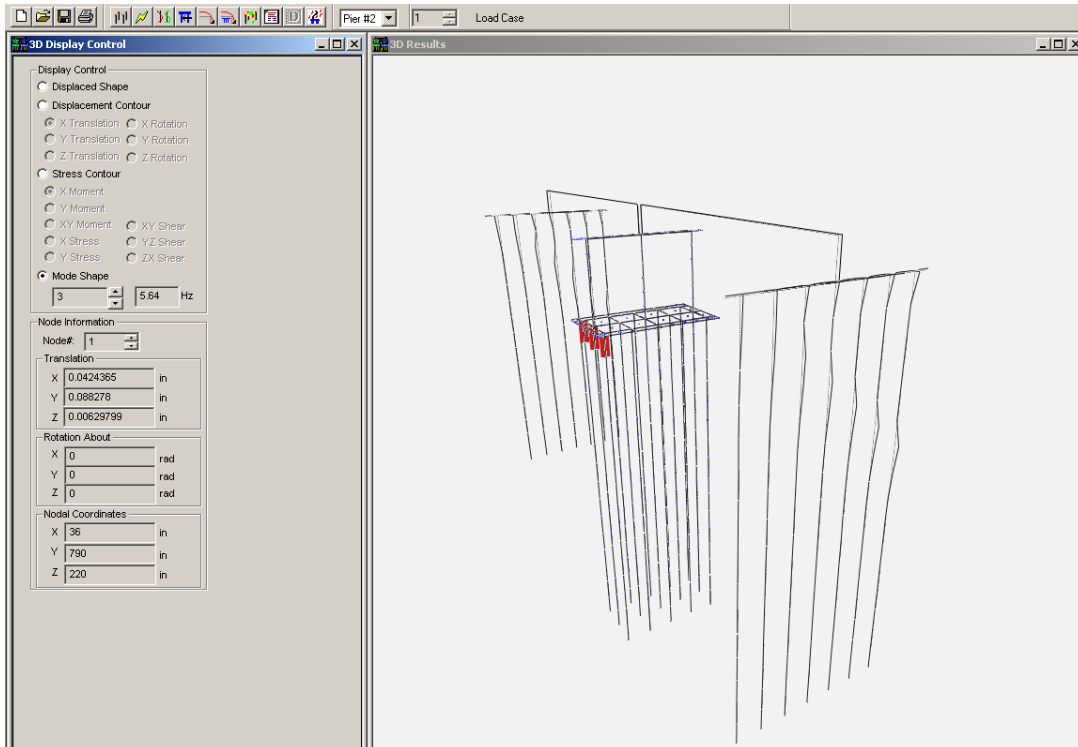 Pier #2 1 Load Case
3D Display Control
3D Results
Display Control
Displaced Shape
Displacement Contour
X Translation X Rotation
Y Translation Y Rotation
Z Translation Z Rotation
Stress Contour
X Moment
Y Moment
XY Moment XY Shear
X Stress YZ Shear
Y Stress ZX Shear
Mode Shape
3 5.64 Hz
Node Information
Node#: 1
Translation
X 0.0424365 in
Y 0.088278 in
Z 0.00629799 in
Rotation About
X 0 rad
Y 0 rad
Z 0 rad
Nodal Coordinates
X 36 in
Y 790 in
Z 220 in